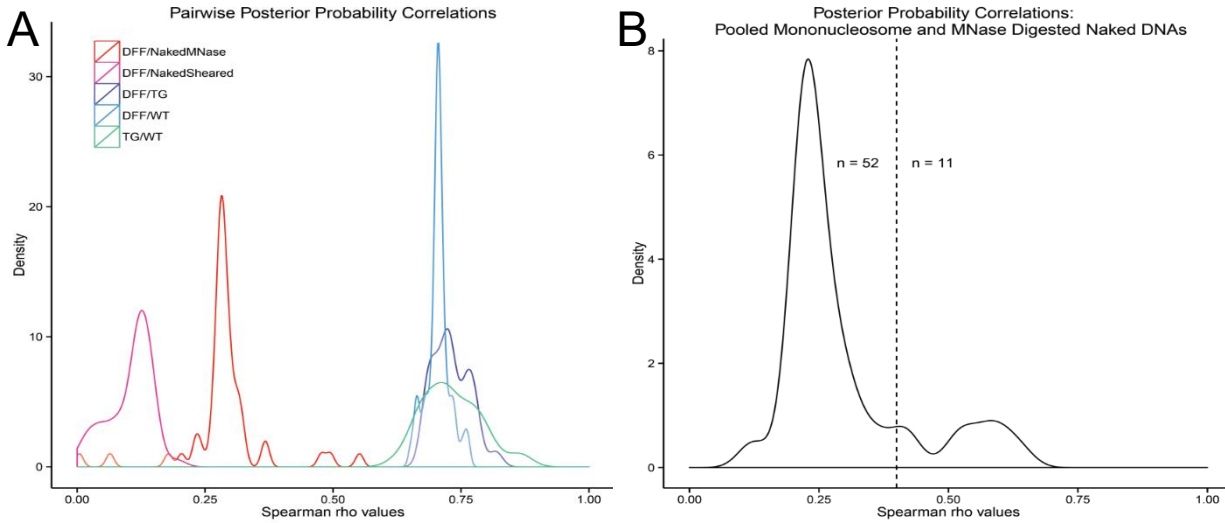 A
Pairwise Posterior Probability Correlations
DFF/NakedMNase
DFF/NakedSheared
DFF/TG
DFF/WT
TG/WT
30
20
10
0
Density
0.00
0.25
0.50
0.75
1.00
Spearman rho values
B
Posterior Probability Correlations:
Pooled Mononucleosome and MNase Digested Naked DNAs
8
6
4
2
0
Density
n = 52
n = 11
0.00
0.25
0.50
0.75
1.00
Spearman rho values